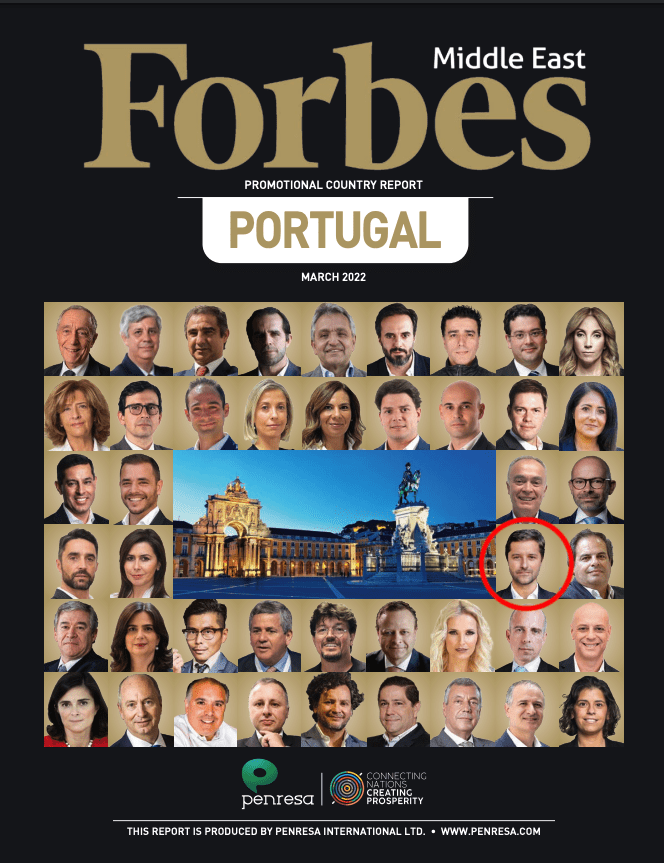 Middle East
Forbes
PROMOTIONAL COUNTRY REPORT
PORTUGAL
MARCH 2022
penresa
CONNECTING
NATIONS
CREATING
PROSPERITY
THIS REPORT IS PRODUCED BY PENRESA INTERNATIONAL LTD. • WWW.PENRESA.COM